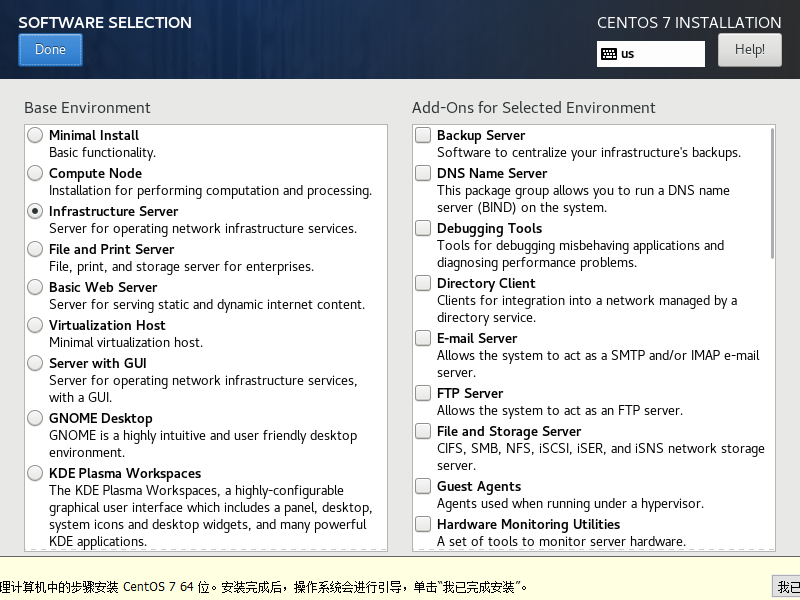 SOFTWARE SELECTION
CENTOS 7 INSTALLATION
Done
us
Help!
Base Environment
Minimal Install
Basic functionality.
Compute Node
Installation for performing computation and processing.
Infrastructure Server
Server for operating network infrastructure services.
File and Print Server
File, print, and storage server for enterprises.
Basic Web Server
Server for serving static and dynamic internet content.
Virtualization Host
Minimal virtualization host.
Server with GUI
Server for operating network infrastructure services,
with a GUI.
GNOME Desktop
GNOME is a highly intuitive and user friendly desktop
environment.
KDE Plasma Workspaces
The KDE Plasma Workspaces, a highly-configurable
graphical user interface which includes a panel, desktop,
system icons and desktop widgets, and many powerful
KDE applications.
Add-Ons for Selected Environment
Backup Server
Software to centralize your infrastructure's backups.
DNS Name Server
This package group allows you to run a DNS name
server (BIND) on the system.
Debugging Tools
Tools for debugging misbehaving applications and
diagnosing performance problems.
Directory Client
Clients for integration into a network managed by a
directory service.
E-mail Server
Allows the system to act as a SMTP and/or IMAP e-mail
server.
FTP Server
Allows the system to act as an FTP server.
File and Storage Server
CIFS, SMB, NFS, iSCSI, iSER, and iSNS network storage
server.
Guest Agents
Agents used when running under a hypervisor.
Hardware Monitoring Utilities
A set of tools to monitor server hardware.
理计算机中的步骤安装 CentOS 7 64 位。安装完成后，操作系统会进行引导，单击“我已完成安装”。
我已